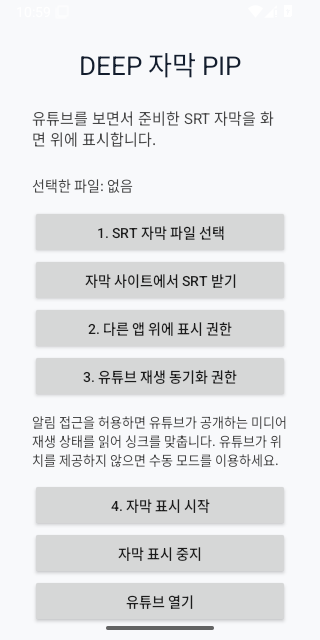 10:59
DEEP 자막 PIP
유튜브를 보면서 준비한 SRT 자막을 화
면 위에 표시합니다.
선택한 파일: 없음
1. SRT 자막 파일 선택
자막 사이트에서 SRT 받기
2. 다른 앱 위에 표시 권한
3. 유튜브 재생 동기화 권한
알림 접근을 허용하면 유튜브가 공개하는 미디어
재생 상태를 읽어 싱크를 맞춥니다. 유튜브가 위
치를 제공하지 않으면 수동 모드를 이용하세요.
4. 자막 표시 시작
자막 표시 중지
유튜브 열기